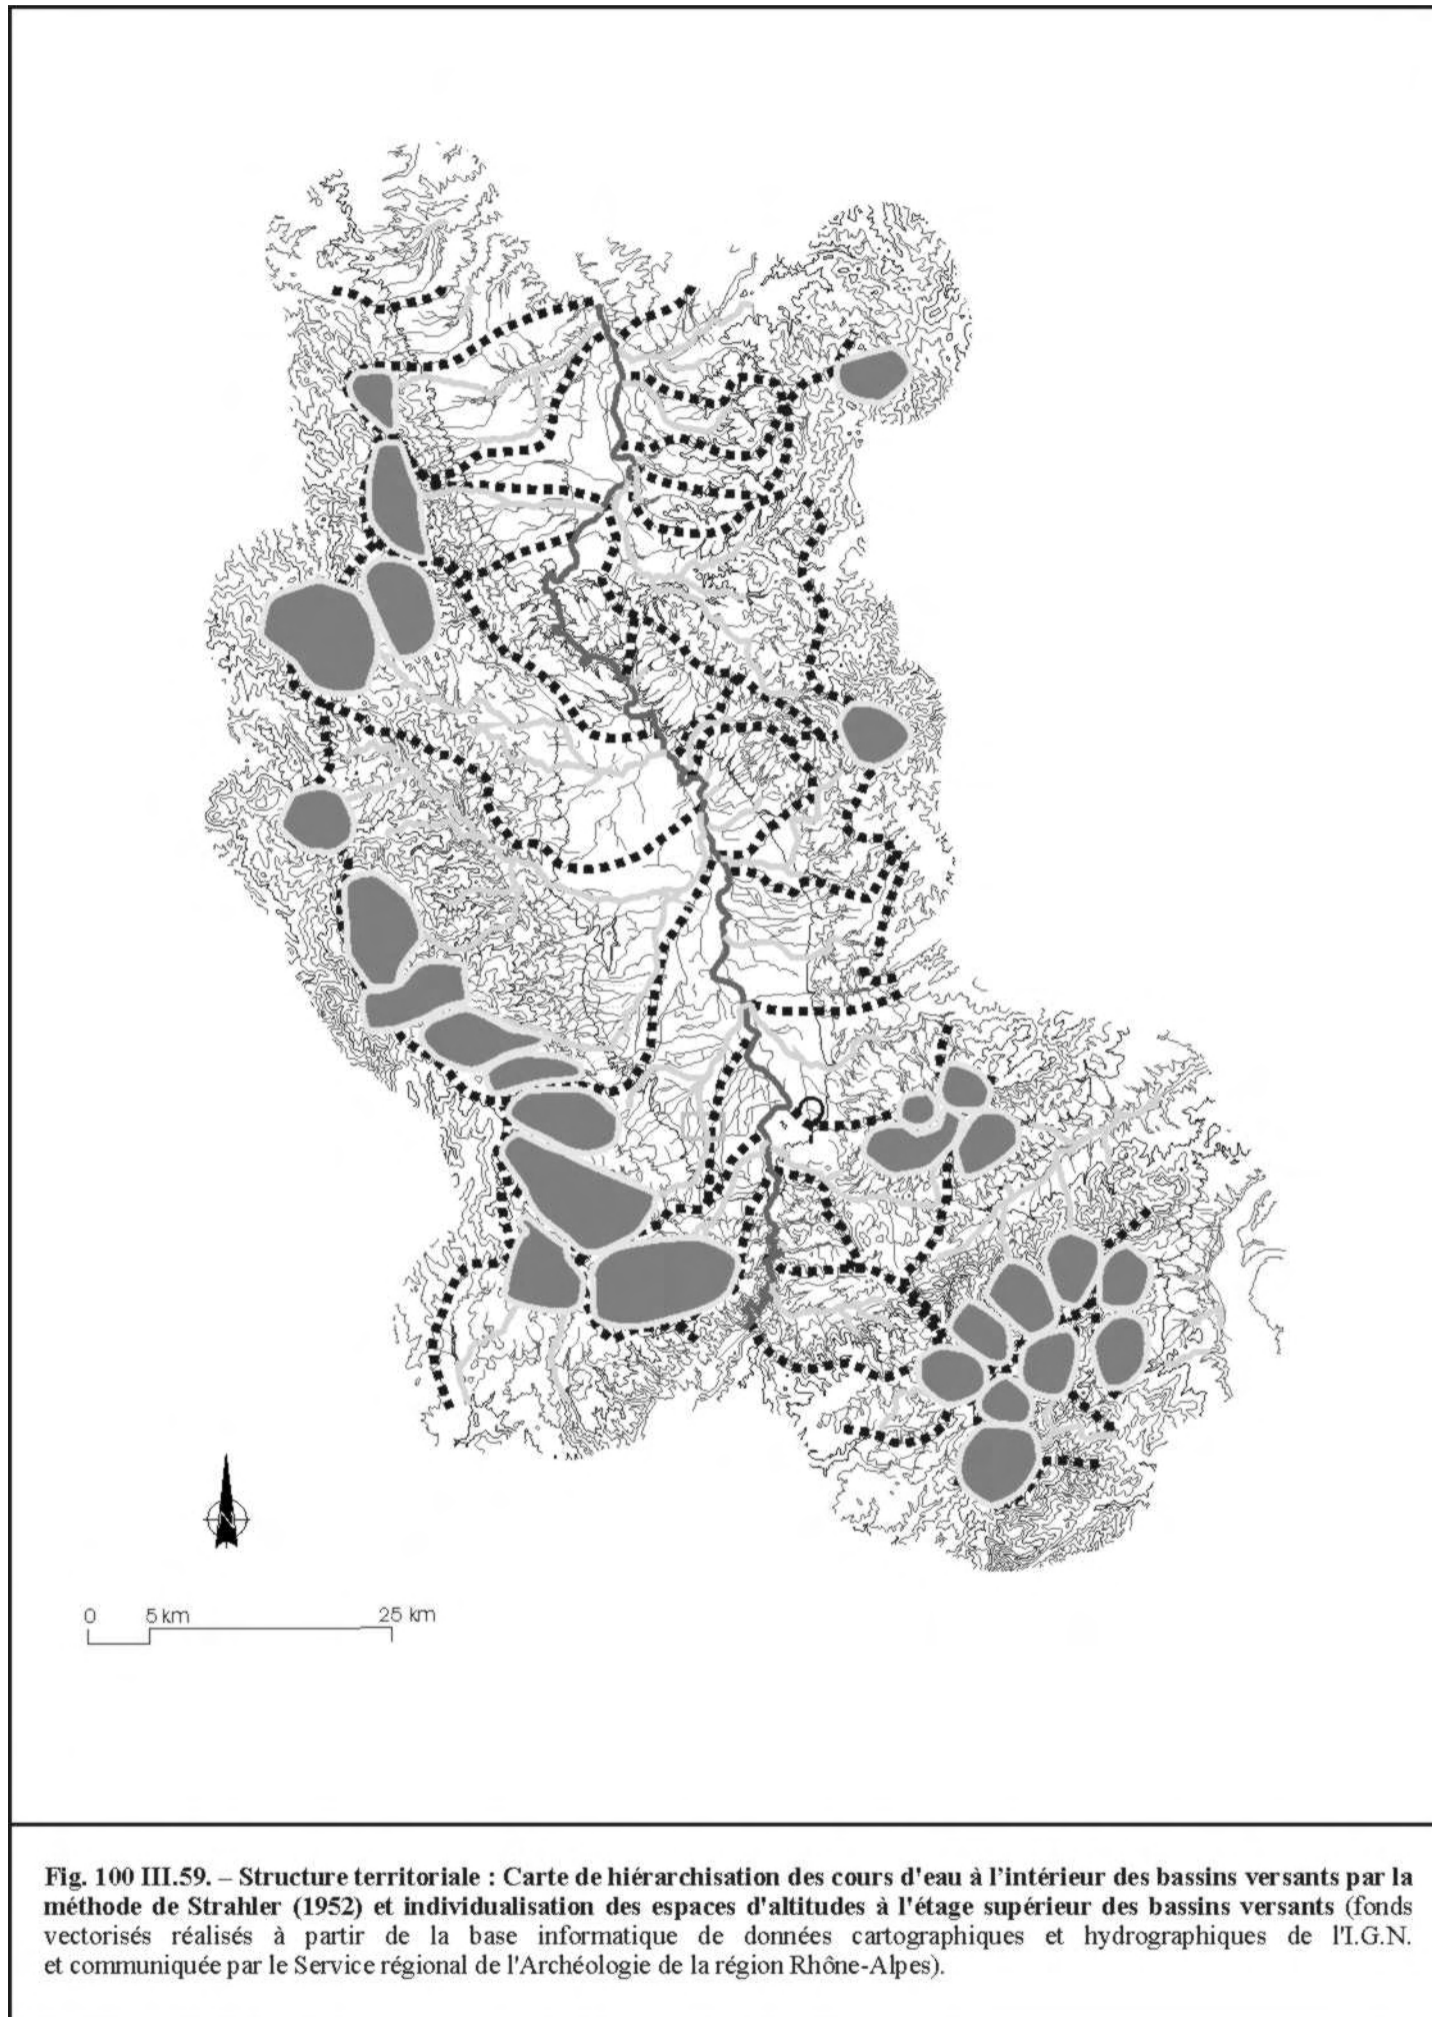 N
0 5 km 25 km
Fig. 100 III.59. – Structure territoriale : Carte de hiérarchisation des cours d'eau à l’intérieur des bassins versants par la
méthode de Strahler (1952) et individualisation des espaces d'altitudes à l'étage supérieur des bassins versants (fonds
vectorisés réalisés à partir de la base informatique de données cartographiques et hydrographiques de l'I.G.N.
et communiquée par le Service régional de l'Archéologie de la région Rhône-Alpes).